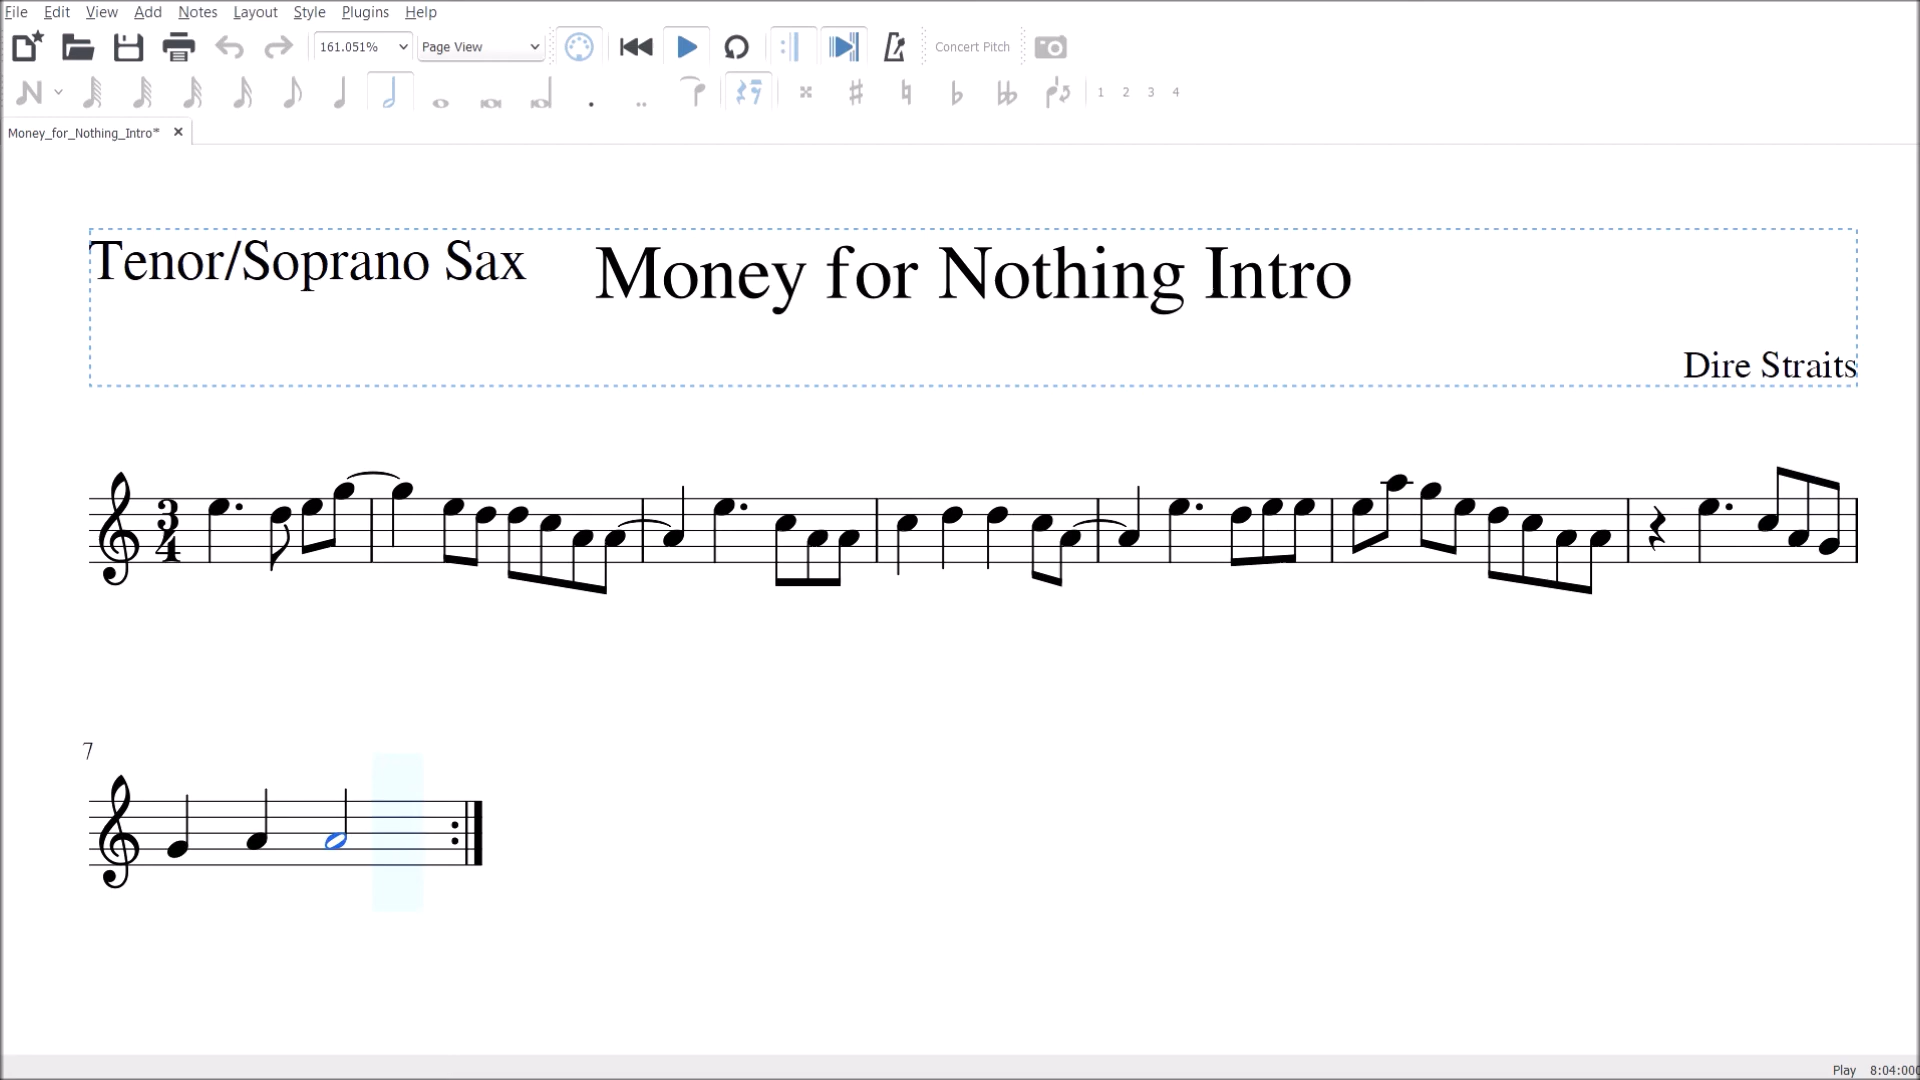 File Edit View Add Notes Layout Style Plugins Help
161.051% Page View Concert Pitch
1 2 3 4
Money_for_Nothing_Intro*
Tenor/Soprano Sax Money for Nothing Intro
Dire Straits
3
4
7
Play 8:04:000